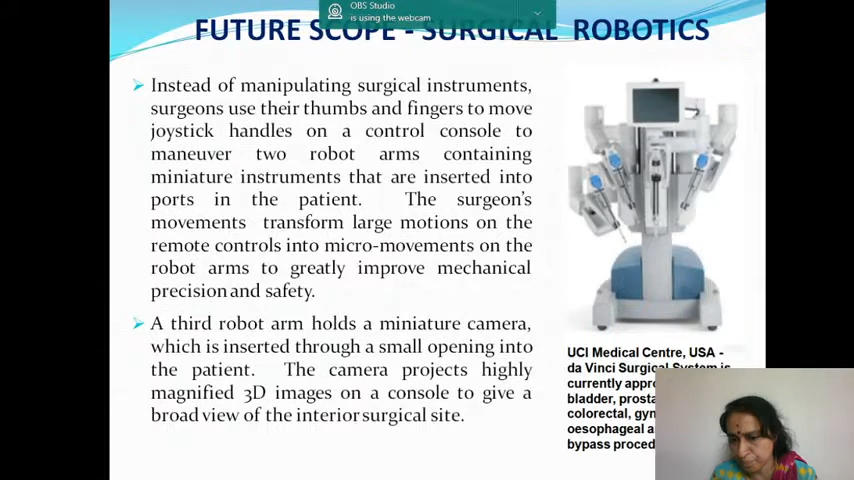 OBS Studio
is using the webcam
FUTURE SCOPE - SURGICAL ROBOTICS
Instead of manipulating surgical instruments,
surgeons use their thumbs and fingers to move
joystick handles on a control console to
maneuver two robot arms containing
miniature instruments that are inserted into
ports in the patient. The surgeon's
movements transform large motions on the
remote controls into micro-movements on the
robot arms to greatly improve mechanical
precision and safety.
A third robot arm holds a miniature camera,
which is inserted through a small opening into
the patient. The camera projects highly
magnified 3D images on a console to give a
broad view of the interior surgical site.
UCI Medical Centre, USA -
da Vinci Surgical System is
currently
bladder,
colorectal,
oesophageal
bypass